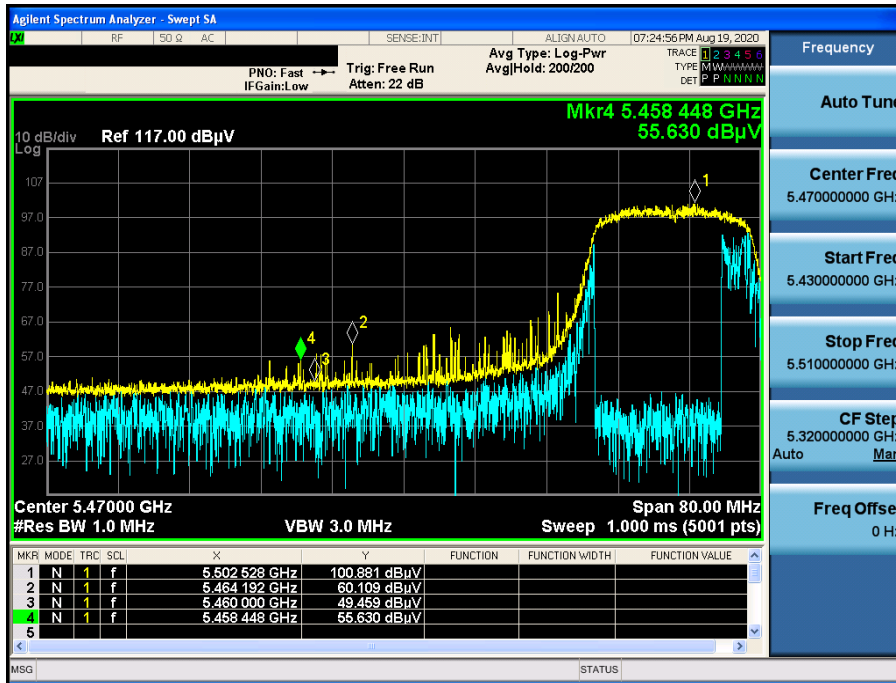 Agilent Spectrum Analyzer - Swept SA
LXI RF 50 Ω AC SENSE:INT ALIGN AUTO 07:24:56 PM Aug 19, 2020
PNO: Fast IFGain:Low Trig: Free Run Atten: 22 dB Avg Type: Log-Pwr Avg|Hold: 200/200
TRACE 1 2 3 4 5 6
TYPE M W W W W W
DET P P N N N N
Mkr4 5.458 448 GHz
55.630 dBµV
10 dB/div Ref 117.00 dBµV
Log
107
97.0
87.0
77.0
67.0
57.0
47.0
37.0
27.0
1
2
3
4
Center 5.47000 GHz Span 80.00 MHz
#Res BW 1.0 MHz VBW 3.0 MHz Sweep 1.000 ms (5001 pts)
MKR MODE TRC SCL X Y FUNCTION FUNCTION WIDTH FUNCTION VALUE
1 N 1 f 5.502 528 GHz 100.881 dBµV
2 N 1 f 5.464 192 GHz 60.109 dBµV
3 N 1 f 5.460 000 GHz 49.459 dBµV
4 N 1 f 5.458 448 GHz 55.630 dBµV
5
MSG STATUS
Frequency
Auto Tune
Center Freq
5.470000000 GHz
Start Freq
5.430000000 GHz
Stop Freq
5.510000000 GHz
CF Step
5.320000000 GHz
Auto Man
Freq Offset
0 Hz